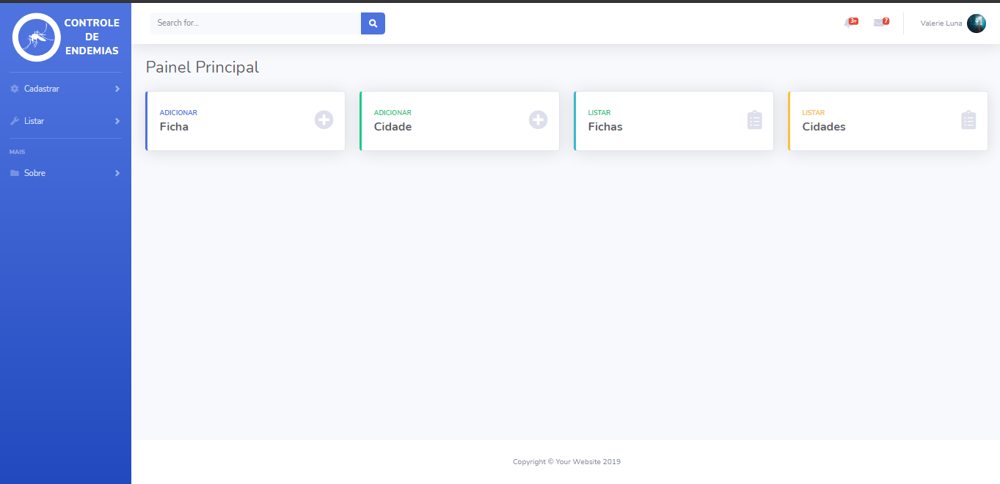 CONTROLE
DE
ENDEMIAS
Cadastrar
Listar
MAIS
Sobre
Search for...
3+
7
Valerie Luna
Painel Principal
ADICIONAR
Ficha
ADICIONAR
Cidade
LISTAR
Fichas
LISTAR
Cidades
Copyright © Your Website 2019